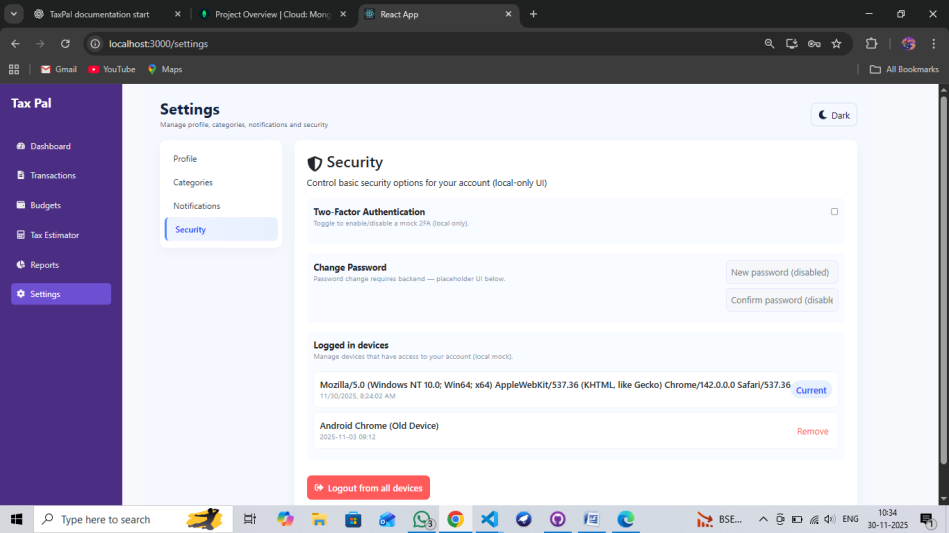 TaxPal documentation start
Project Overview | Cloud: Mong
React App
localhost:3000/settings
Gmail
YouTube
Maps
All Bookmarks
Tax Pal
Dashboard
Transactions
Budgets
Tax Estimator
Reports
Settings
Settings
Manage profile, categories, notifications and security
Dark
Profile
Categories
Notifications
Security
Security
Control basic security options for your account (local-only UI)
Two-Factor Authentication
Toggle to enable/disable a mock 2FA (local only).
Change Password
Password change requires backend — placeholder UI below.
New password (disabled)
Confirm password (disable
Logged in devices
Manage devices that have access to your account (local mock).
Mozilla/5.0 (Windows NT 10.0; Win64; x64) AppleWebKit/537.36 (KHTML, like Gecko) Chrome/142.0.0.0 Safari/537.36
11/30/2025, 8:24:02 AM
Current
Android Chrome (Old Device)
2025-11-03 09:12
Remove
Logout from all devices
Type here to search
3
BSE...
ENG
10:34
30-11-2025
1